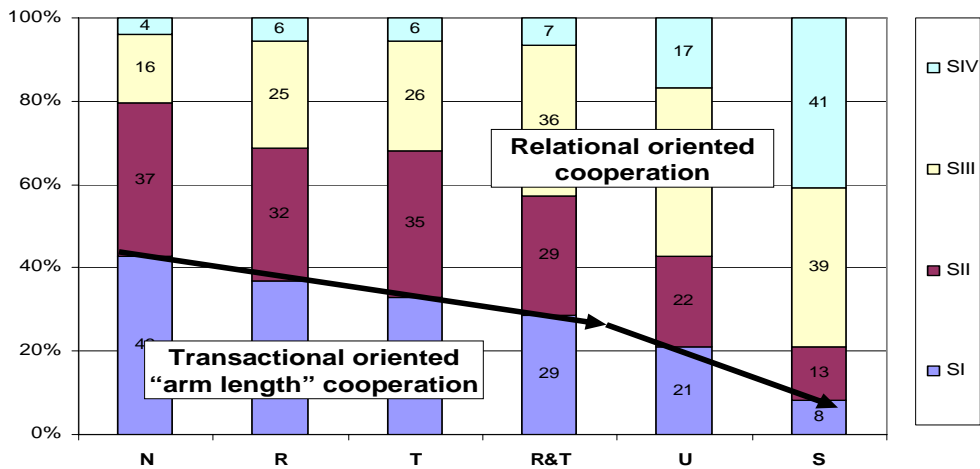 100%
80%
60%
40%
20%
0%
4
6
6
7
17
41
16
25
26
36
39
37
32
35
29
22
13
29
21
8
Relational oriented
cooperation
Transactional oriented
“arm length” cooperation
N
R
T
R&T
U
S
SIV
SIII
SII
SI